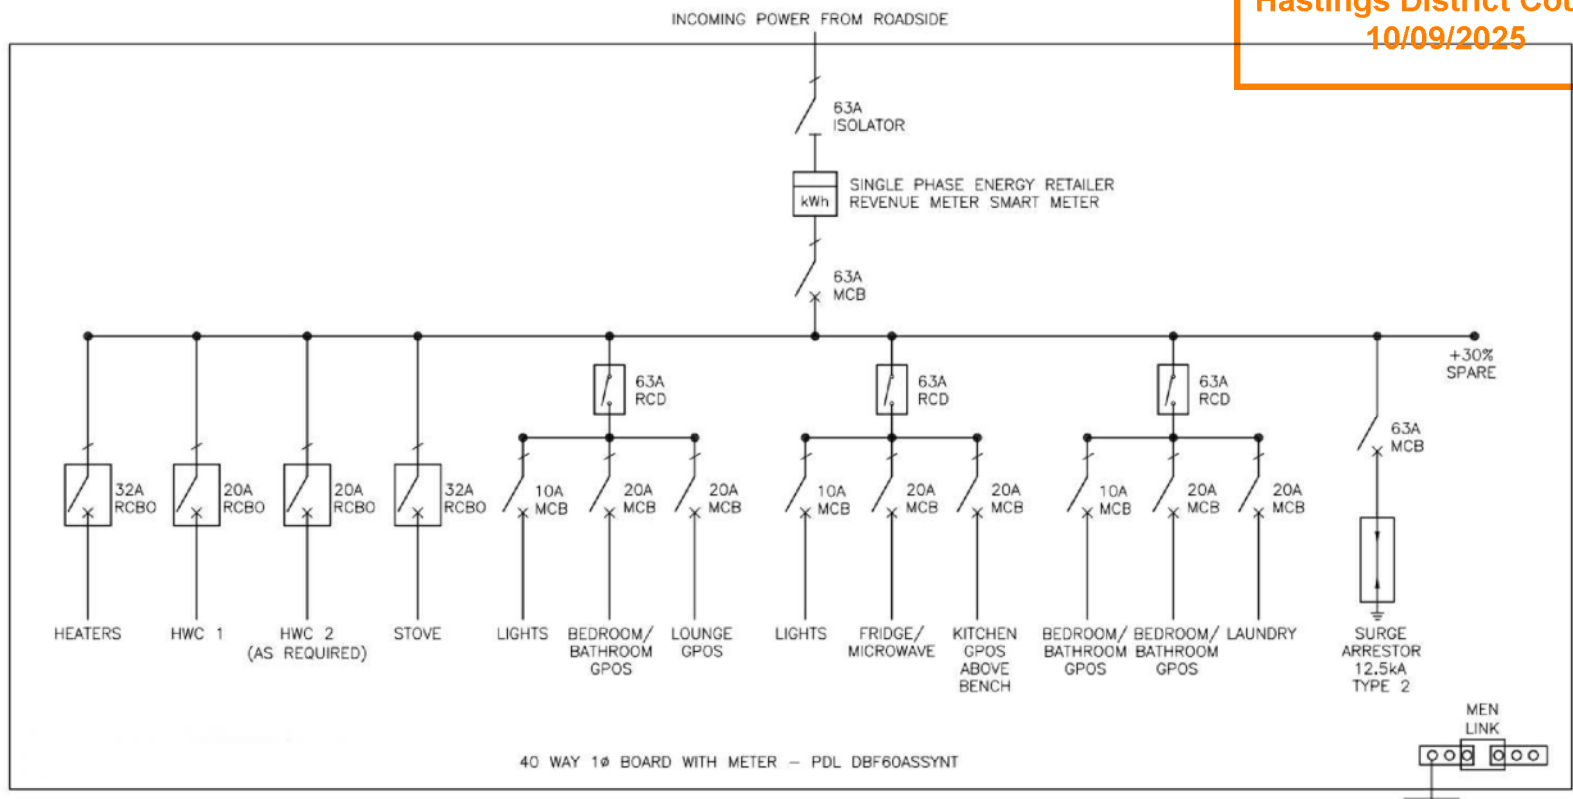 INCOMING POWER FROM ROADSIDE
Hastings District
10/09/2025
63A
ISOLATOR
kWh
SINGLE PHASE ENERGY RETAILER
REVENUE METER SMART METER
63A
MCB
+30%
SPARE
63A
RCD
63A
RCD
63A
RCD
63A
MCB
32A
RCBO
20A
RCBO
20A
RCBO
32A
RCBO
10A
MCB
20A
MCB
20A
MCB
10A
MCB
20A
MCB
20A
MCB
10A
MCB
20A
MCB
20A
MCB
HEATERS
HWC 1
HWC 2
(AS REQUIRED)
STOVE
LIGHTS
BEDROOM/
BATHROOM
GPOS
LOUNGE
GPOS
LIGHTS
FRIDGE/
MICROWAVE
KITCHEN
GPOS
ABOVE
BENCH
BEDROOM/
BATHROOM
GPOS
BEDROOM/
BATHROOM
GPOS
LAUNDRY
SURGE
ARRESTOR
12.5kA
TYPE 2
MEN
LINK
40 WAY 1ø BOARD WITH METER – PDL DBF60ASSYNT